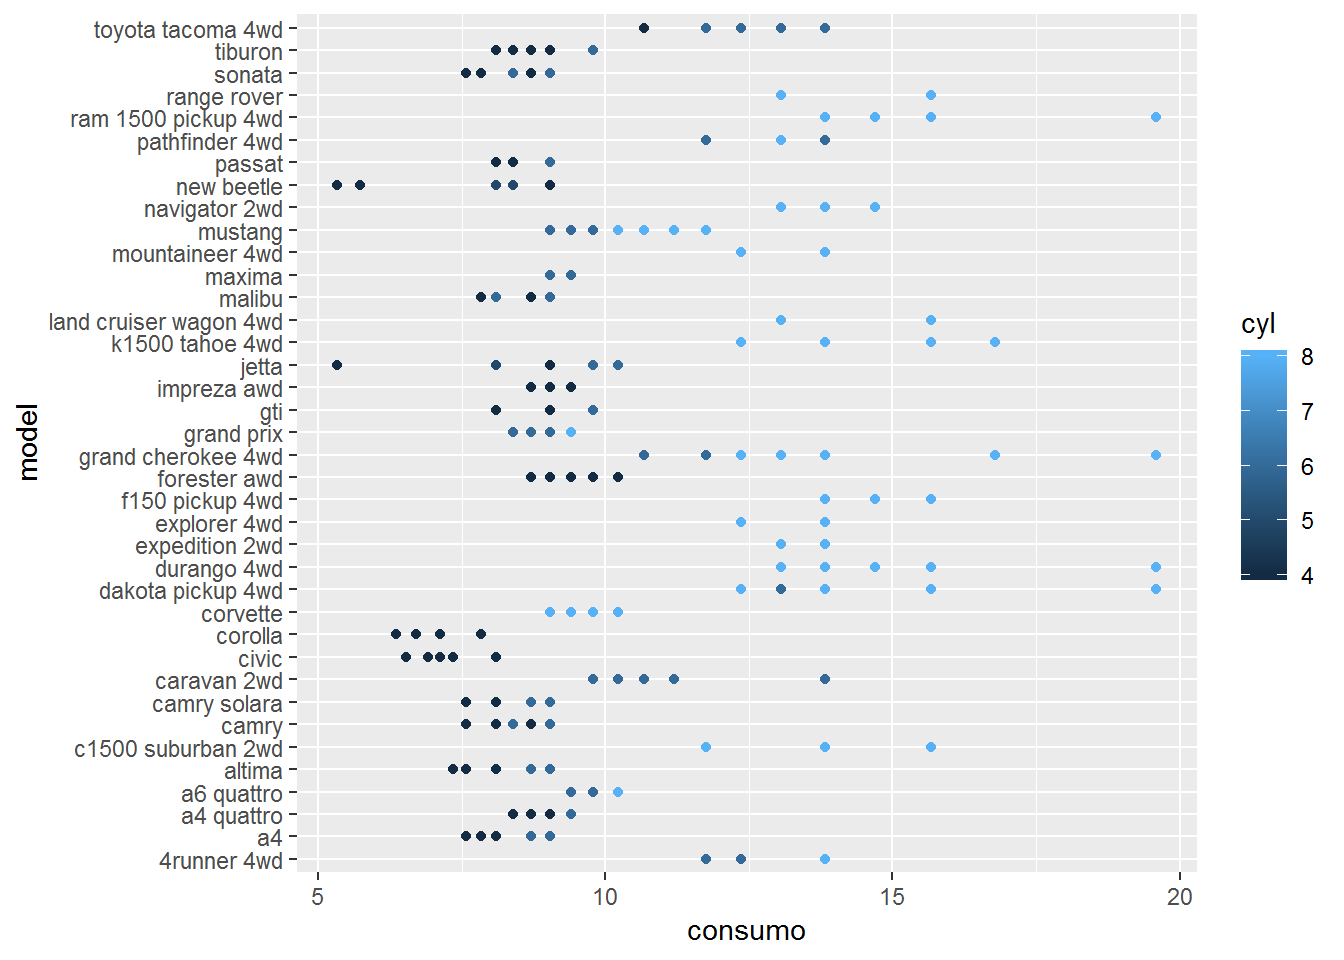 toyota tacoma 4wd
tiburon
sonata
range rover
ram 1500 pickup 4wd
pathfinder 4wd
passat
new beetle
navigator 2wd
mustang
mountaineer 4wd
maxima
malibu
land cruiser wagon 4wd
k1500 tahoe 4wd
jetta
impreza awd
gti
grand prix
grand cherokee 4wd
forester awd
f150 pickup 4wd
explorer 4wd
expedition 2wd
durango 4wd
dakota pickup 4wd
corvette
corolla
civic
caravan 2wd
camry solara
camry
c1500 suburban 2wd
altima
a6 quattro
a4 quattro
a4
4runner 4wd
model
5 10 15 20
consumo
cyl
8
7
6
5
4